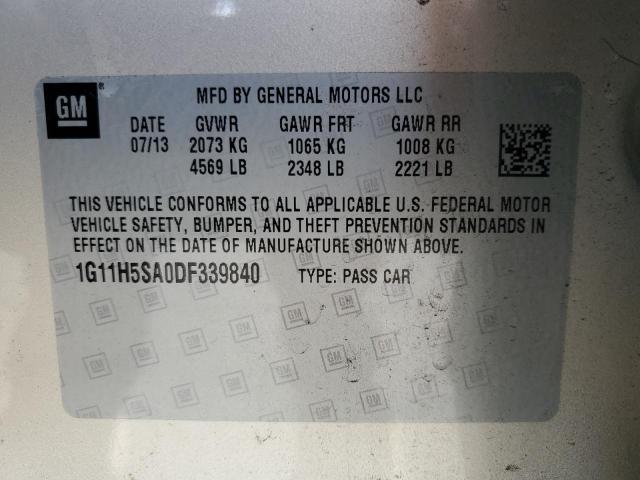 GM
MFD BY GENERAL MOTORS LLC
DATE GVWR GAWR FRT GAWR RR
07/13 2073 KG 1065 KG 1008 KG
4569 LB 2348 LB 2221 LB
THIS VEHICLE CONFORMS TO ALL APPLICABLE U.S. FEDERAL MOTOR
VEHICLE SAFETY, BUMPER, AND THEFT PREVENTION STANDARDS IN
EFFECT ON THE DATE OF MANUFACTURE SHOWN ABOVE.
1G11H5SA0DF339840 TYPE: PASS CAR